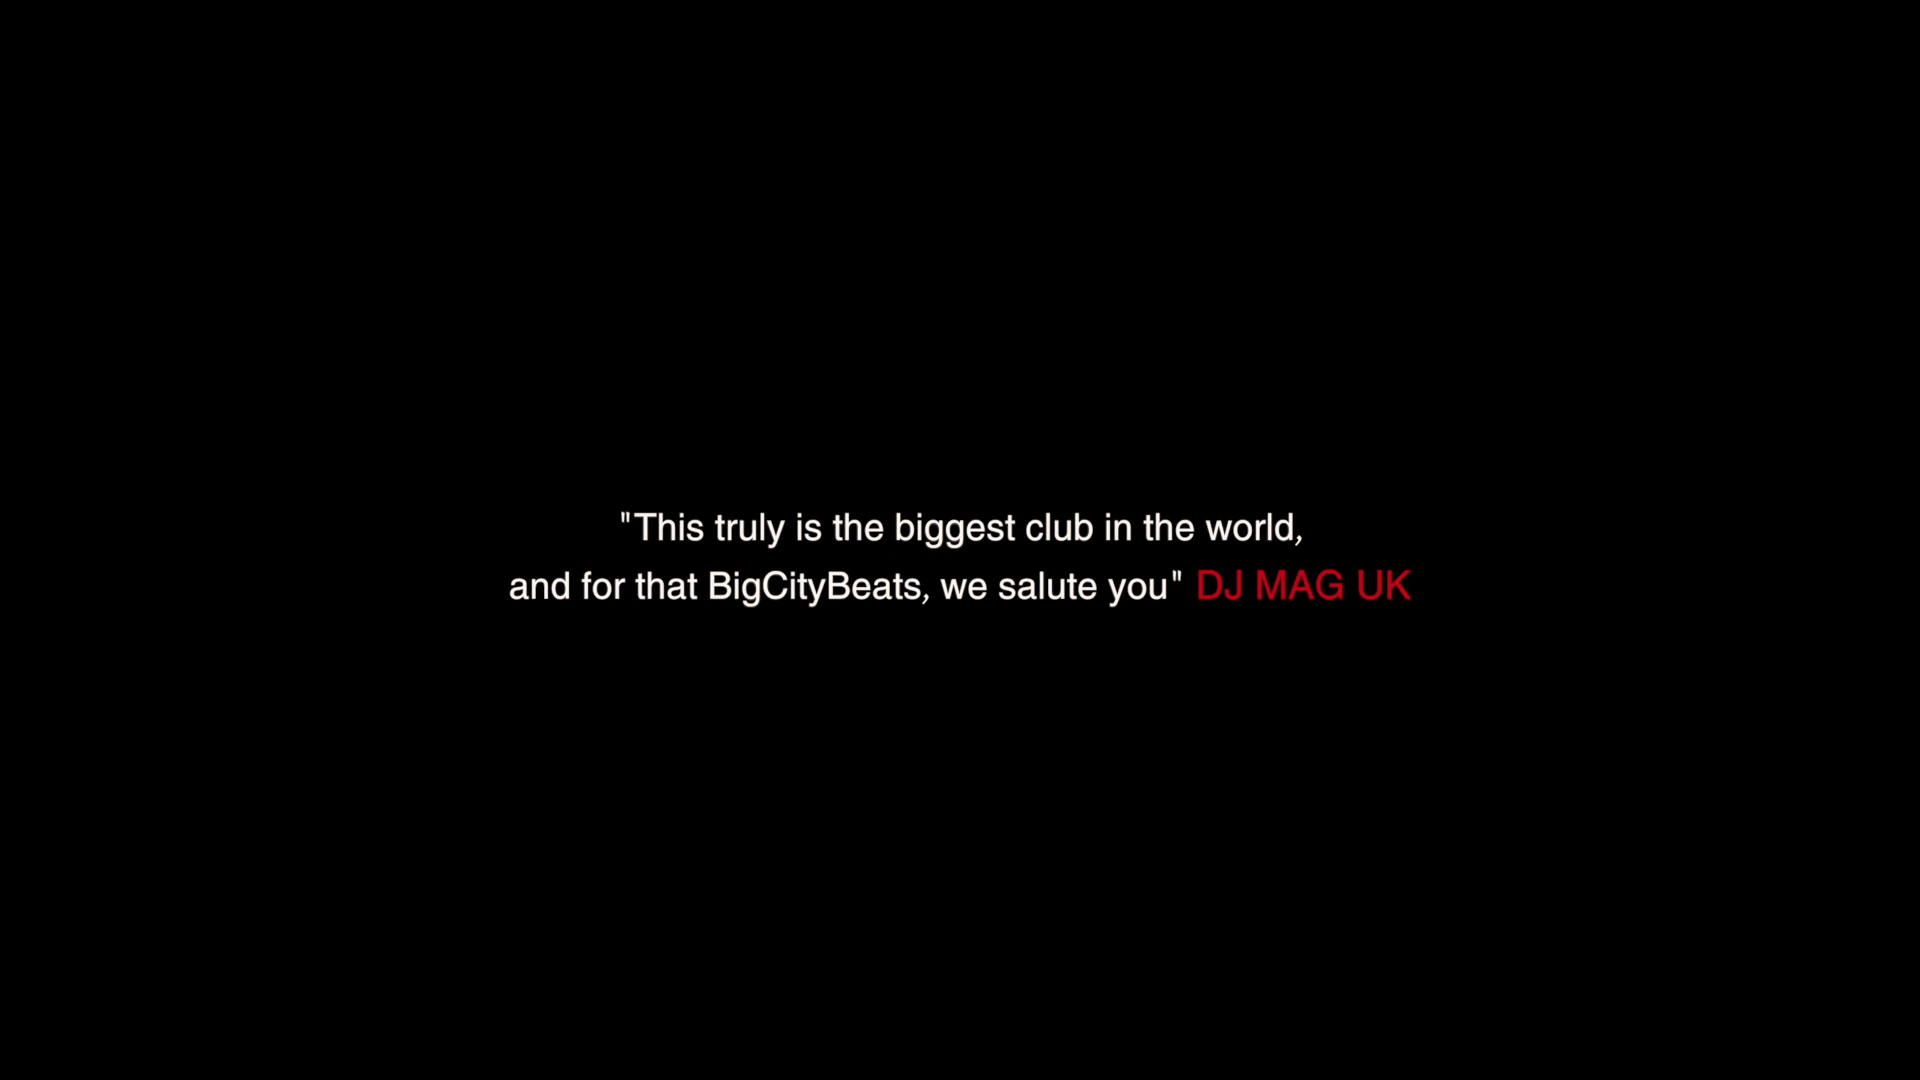 "This truly is the biggest club in the world,
and for that BigCityBeats, we salute you" DJ MAG UK